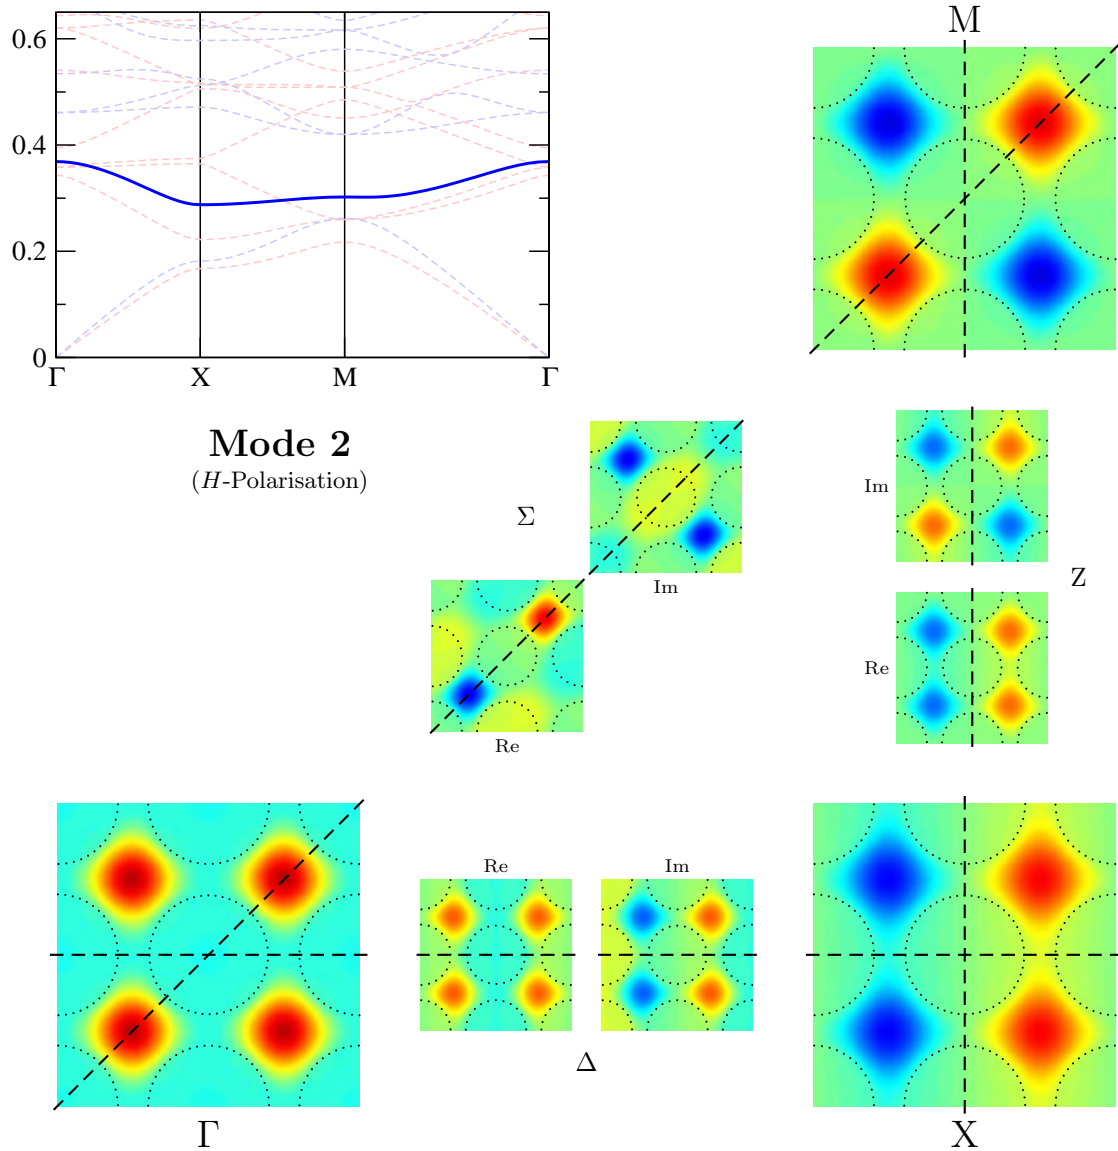 0.6
0.4
0.2
0
Γ
X
M
Γ
M
Mode 2
(H-Polarisation)
Σ
Im
Re
Im
Re
Z
Re
Im
Δ
Γ
X